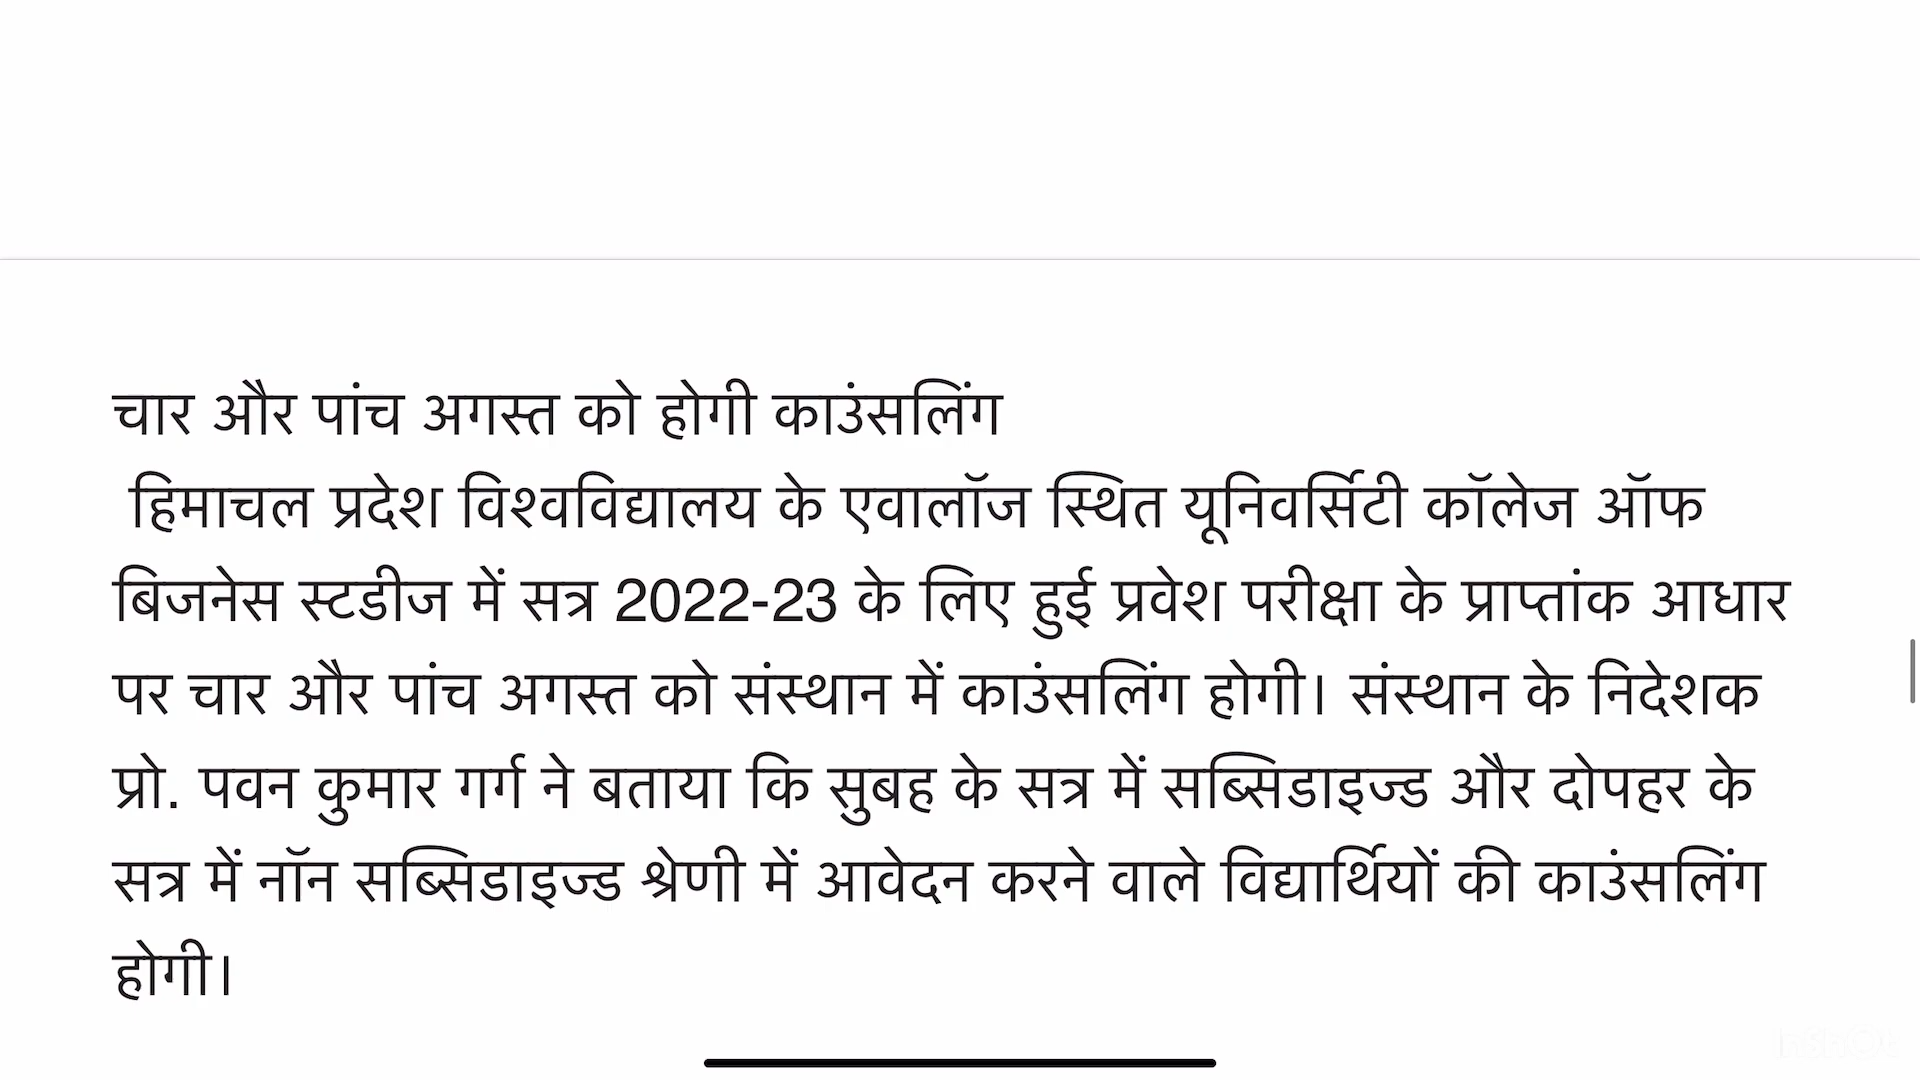 चार और पांच अगस्त को होगी काउंसलिंग
हिमाचल प्रदेश विश्वविद्यालय के एवालॉज स्थित यूनिवर्सिटी कॉलेज ऑफ
बिजनेस स्टडीज में सत्र 2022-23 के लिए हुई प्रवेश परीक्षा के प्राप्तांक आधार
पर चार और पांच अगस्त को संस्थान में काउंसलिंग होगी। संस्थान के निदेशक
प्रो. पवन कुमार गर्ग ने बताया कि सुबह के सत्र में सब्सिडाइज्ड और दोपहर के
सत्र में नॉन सब्सिडाइज्ड श्रेणी में आवेदन करने वाले विद्यार्थियों की काउंसलिंग
होगी।